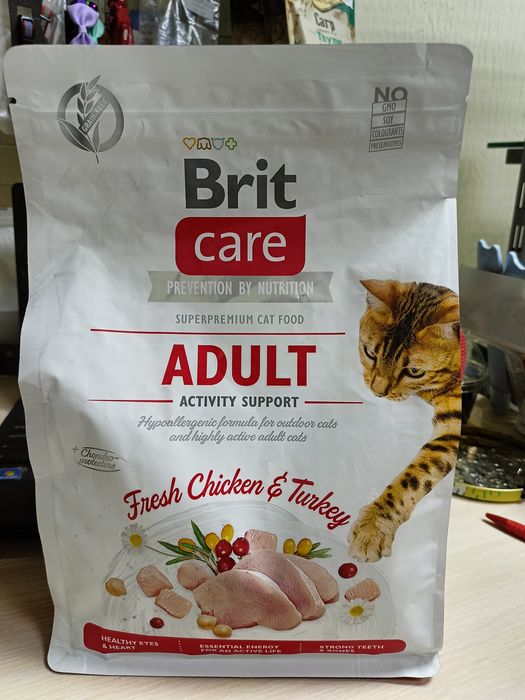 Carp
GRAIN-FREE
NO
GMO
SOY
COLOURANTS
PRESERVATIVES
Brit
care
PREVENTION BY NUTRITION
SUPERPREMIUM CAT FOOD
ADULT
ACTIVITY SUPPORT
Hypoallergenic formula for outdoor cats
and highly active adult cats
+ Chondro-
protectors
Fresh Chicken & Turkey
HEALTHY EYES
& HEART
ESSENTIAL ENERGY
FOR AN ACTIVE LIFE
STRONG TEETH
& BONES